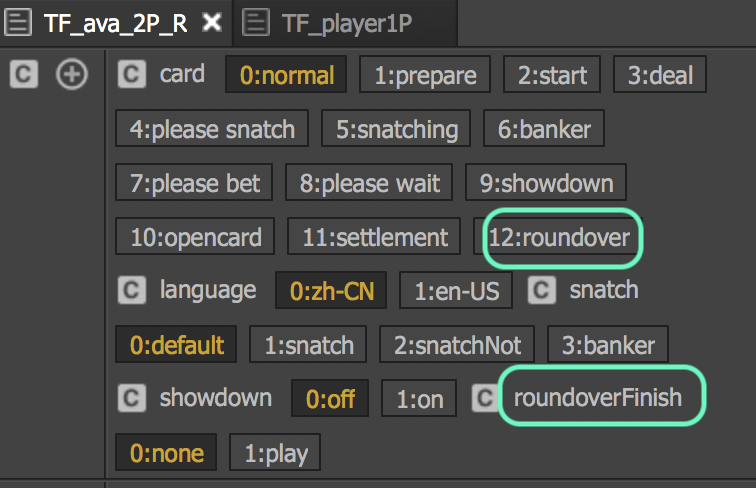 TF_ava_2P_R TF_player1P
C C card 0:normal 1:prepare 2:start 3:deal
4:please snatch 5:snatching 6:banker
7:please bet 8:please wait 9:showdown
10:opencard 11:settlement 12:roundover
C language 0:zh-CN 1:en-US C snatch
0:default 1:snatch 2:snatchNot 3:banker
C showdown 0:off 1:on C roundoverFinish
0:none 1:play